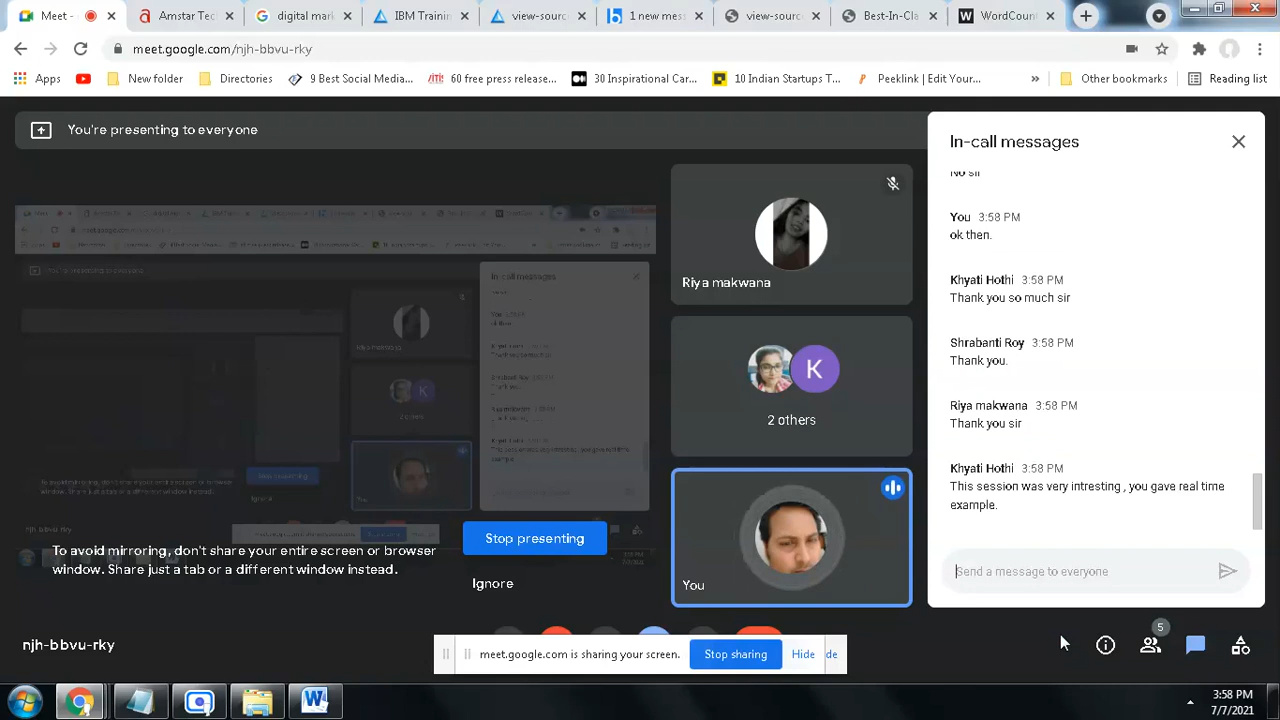 Meet -
Amstar Tec
digital mark
IBM Training
view-sourc
1 new mess
view-sourc
Best-In-Cla
WordCount
meet.google.com/njh-bbvu-rky
Apps
New folder
Directories
9 Best Social Media...
60 free press release...
30 Inspirational Car...
10 Indian Startups T...
Peeklink | Edit Your...
»
Other bookmarks
Reading list
You're presenting to everyone
In-call messages
No sir
You 3:58 PM
ok then.
Khyati Hothi 3:58 PM
Thank you so much sir
Shrabanti Roy 3:58 PM
Thank you.
Riya makwana 3:58 PM
Thank you sir
Khyati Hothi 3:58 PM
This session was very intresting , you gave real time
example.
Send a message to everyone
Riya makwana
K
2 others
You
To avoid mirroring, don't share your entire screen or browser
window. Share just a tab or a different window instead.
Stop presenting
Ignore
njh-bbvu-rky
meet.google.com is sharing your screen.
Stop sharing
Hide
de
5
3:58 PM
7/7/2021